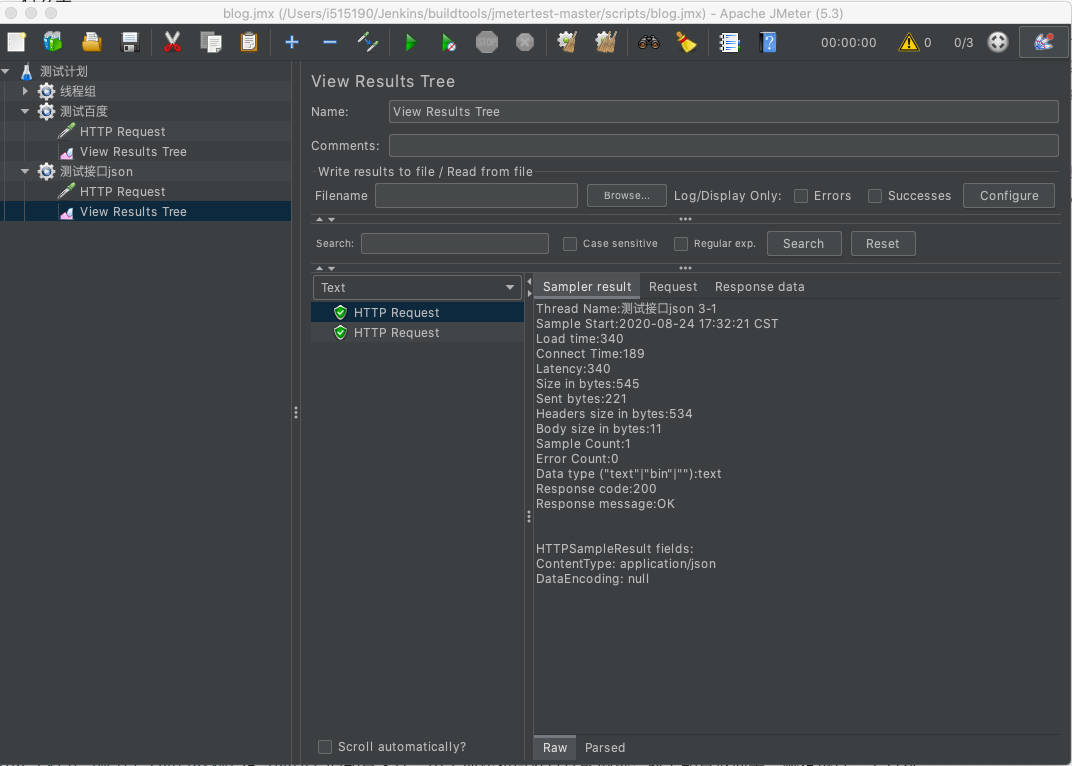 blog.jmx (/Users/i515190/Jenkins/buildtools/jmetertest-master/scripts/blog.jmx) - Apache JMeter (5.3)
STOP
00:00:00
0
0/3
测试计划
线程组
测试百度
HTTP Request
View Results Tree
测试接口json
HTTP Request
View Results Tree
View Results Tree
Name: View Results Tree
Comments:
Write results to file / Read from file
Filename Browse... Log/Display Only: Errors Successes Configure
Search: Case sensitive Regular exp. Search Reset
Text
HTTP Request
HTTP Request
Scroll automatically?
Sampler result Request Response data
Thread Name:测试接口json 3-1
Sample Start:2020-08-24 17:32:21 CST
Load time:340
Connect Time:189
Latency:340
Size in bytes:545
Sent bytes:221
Headers size in bytes:534
Body size in bytes:11
Sample Count:1
Error Count:0
Data type ("text"|"bin"|""):text
Response code:200
Response message:OK
HTTPSampleResult fields:
ContentType: application/json
DataEncoding: null
Raw Parsed